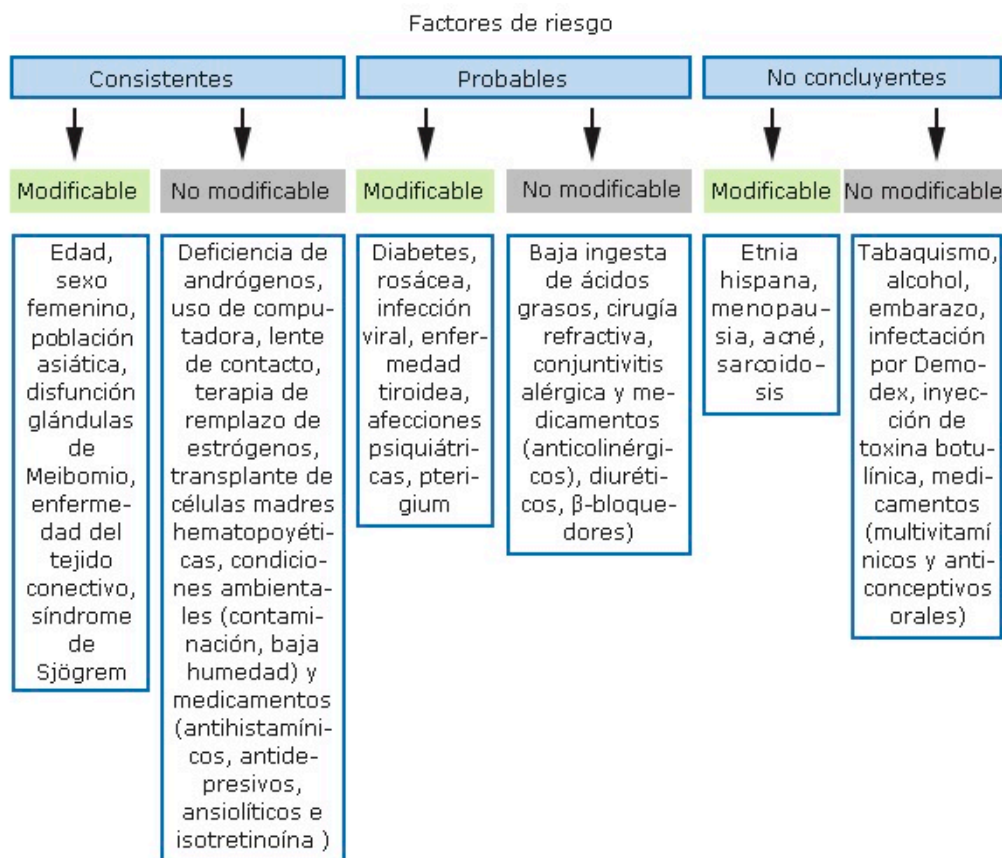 Factores de riesgo
Consistentes
Probables
No concluyentes
Modificable
No modificable
Modificable
No modificable
Modificable
No modificable
Edad,
sexo
femenino,
población
asiática,
disfunción
glándulas
de
Meibomio,
enferme-
dad del
tejido
conectivo,
síndrome
de
Sjögrem
Deficiencia de
andrógenos,
uso de compu-
tadora, lente
de contacto,
terapia de
remplazo de
estrógenos,
transplante de
células madres
hematopoyéti-
cas, condicio-
nes ambienta-
les (contami-
nación, baja
humedad) y
medicamentos
(antihistamíni-
cos, antide-
presivos,
ansiolíticos e
isotretinoína )
Diabetes,
rosácea,
infección
viral, enfer-
medad
tiroidea,
afecciones
psiquiátri-
cas, pteri-
gium
Baja ingesta
de ácidos
grasos, cirugía
refractiva,
conjuntivitis
alérgica y me-
dicamentos
(anticolinérgi-
cos), diuréti-
cos, β-bloque-
dores)
Etnia
hispana,
menopau-
sia, acné,
sarcoido-
sis
Tabaquismo,
alcohol,
embarazo,
infectación
por Demo-
dex, inyec-
ción de
toxina botu-
línica, medi-
camentos
(multivitamí
nicos y anti-
conceptivos
orales)